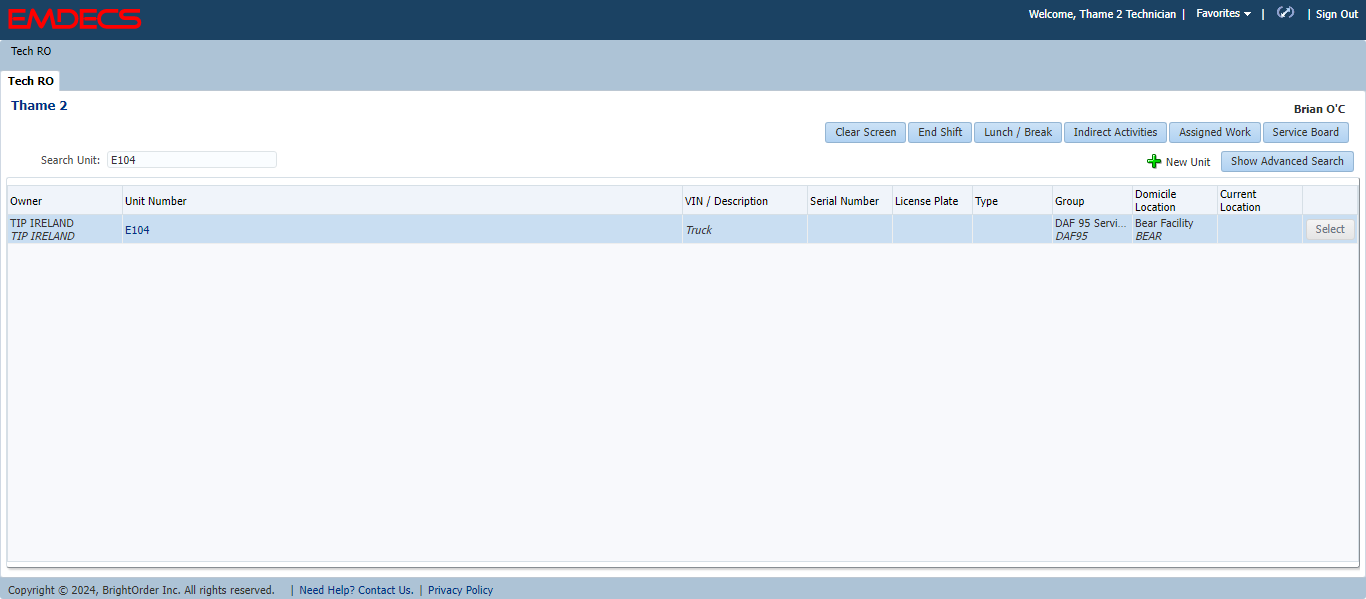 EMDECS
Welcome, Thame 2 Technician | Favorites | | Sign Out
Tech RO
Tech RO
Thame 2
Brian O'C
Clear Screen End Shift Lunch / Break Indirect Activities Assigned Work Service Board
Search Unit: E104
New Unit Show Advanced Search
Owner Unit Number VIN / Description Serial Number License Plate Type Group Domicile Location Current Location
TIP IRELAND E104 Truck DAF 95 Servi... Bear Facility Select
TIP IRELAND DAF95 BEAR
Copyright © 2024, BrightOrder Inc. All rights reserved. | Need Help? Contact Us. | Privacy Policy